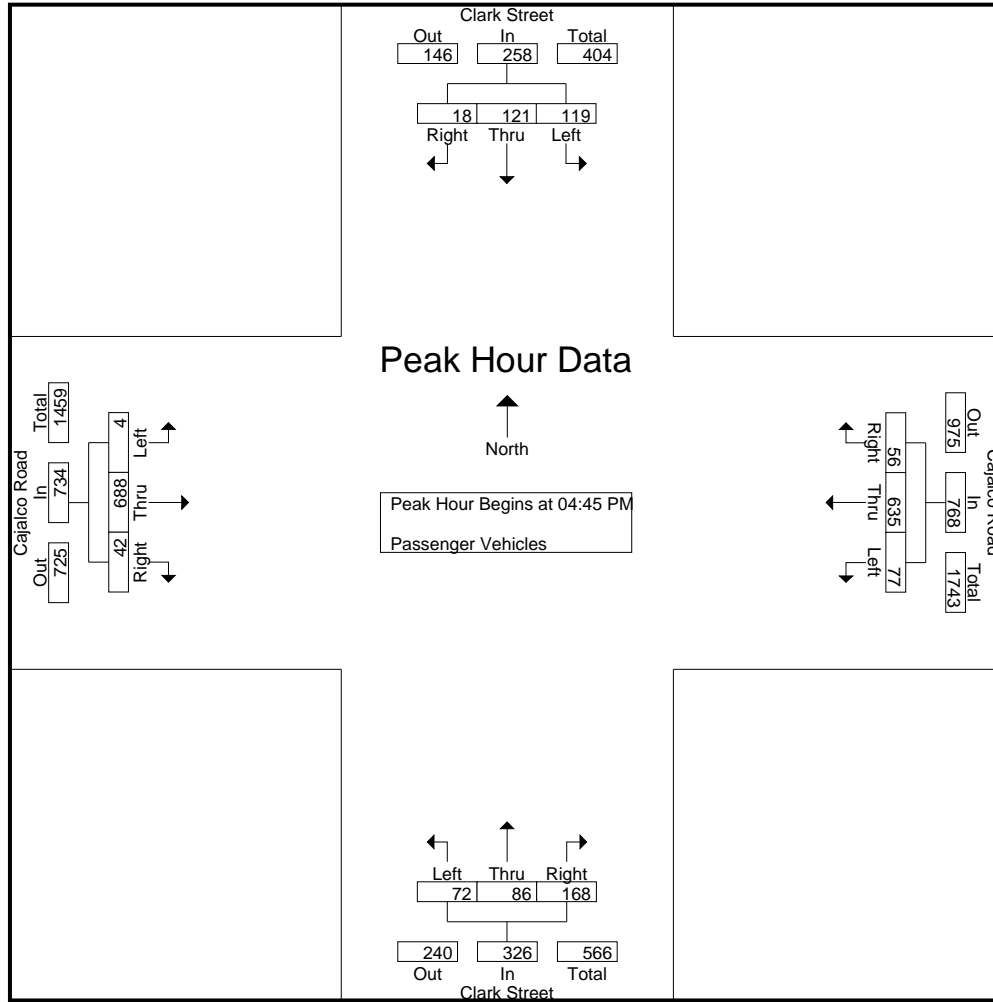 Clark Street
Out In Total
146 258 404
18 121 119
Right Thru Left
Peak Hour Data
North
Peak Hour Begins at 04:45 PM
Passenger Vehicles
Cajalco Road
Total In Out
1459 734 725
4 688 42
Left Thru Right
Cajalco Road
Out In Total
975 768 1743
56 635 77
Right Thru Left
Left Thru Right
72 86 168
240 326 566
Out In Total
Clark Street